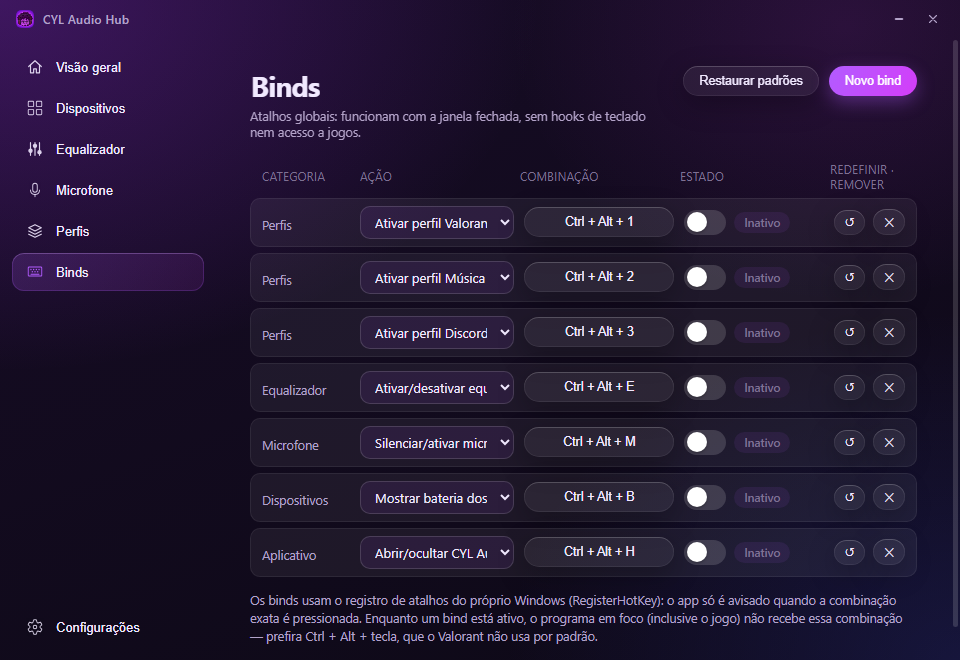 CYL Audio Hub
Visão geral
Dispositivos
Equalizador
Microfone
Perfis
Binds
Configurações
Binds
Restaurar padrões
Novo bind
Atalhos globais: funcionam com a janela fechada, sem hooks de teclado
nem acesso a jogos.
CATEGORIA AÇÃO COMBINAÇÃO ESTADO REDEFINIR ·
REMOVER
Perfis Ativar perfil Valorant Ctrl + Alt + 1 Inativo
Perfis Ativar perfil Música Ctrl + Alt + 2 Inativo
Perfis Ativar perfil Discord Ctrl + Alt + 3 Inativo
Equalizador Ativar/desativar equ Ctrl + Alt + E Inativo
Microfone Silenciar/ativar micr Ctrl + Alt + M Inativo
Dispositivos Mostrar bateria dos Ctrl + Alt + B Inativo
Aplicativo Abrir/ocultar CYL Au Ctrl + Alt + H Inativo
Os binds usam o registro de atalhos do próprio Windows (RegisterHotKey): o app só é avisado quando a combinação
exata é pressionada. Enquanto um bind está ativo, o programa em foco (inclusive o jogo) não recebe essa combinação
— prefira Ctrl + Alt + tecla, que o Valorant não usa por padrão.